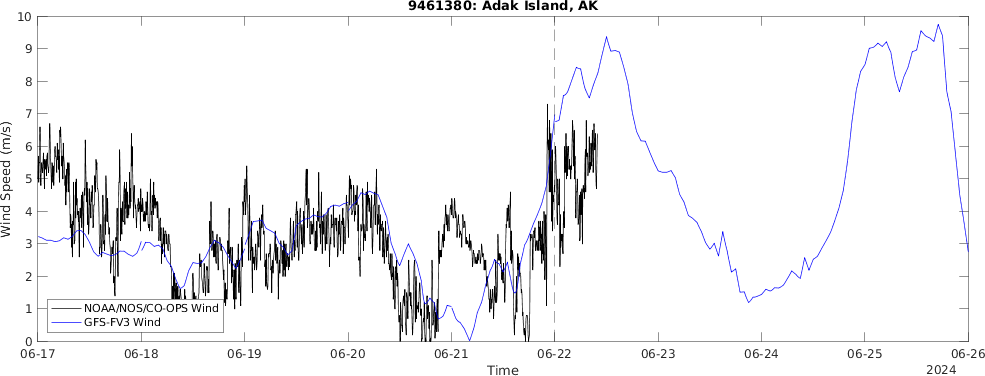 9461380: Adak Island, AK
10
9
8
7
6
5
4
3
2
1
0
Wind Speed (m/s)
NOAA/NOS/CO-OPS Wind
GFS-FV3 Wind
06-17 06-18 06-19 06-20 06-21 06-22 06-23 06-24 06-25 06-26
Time
2024